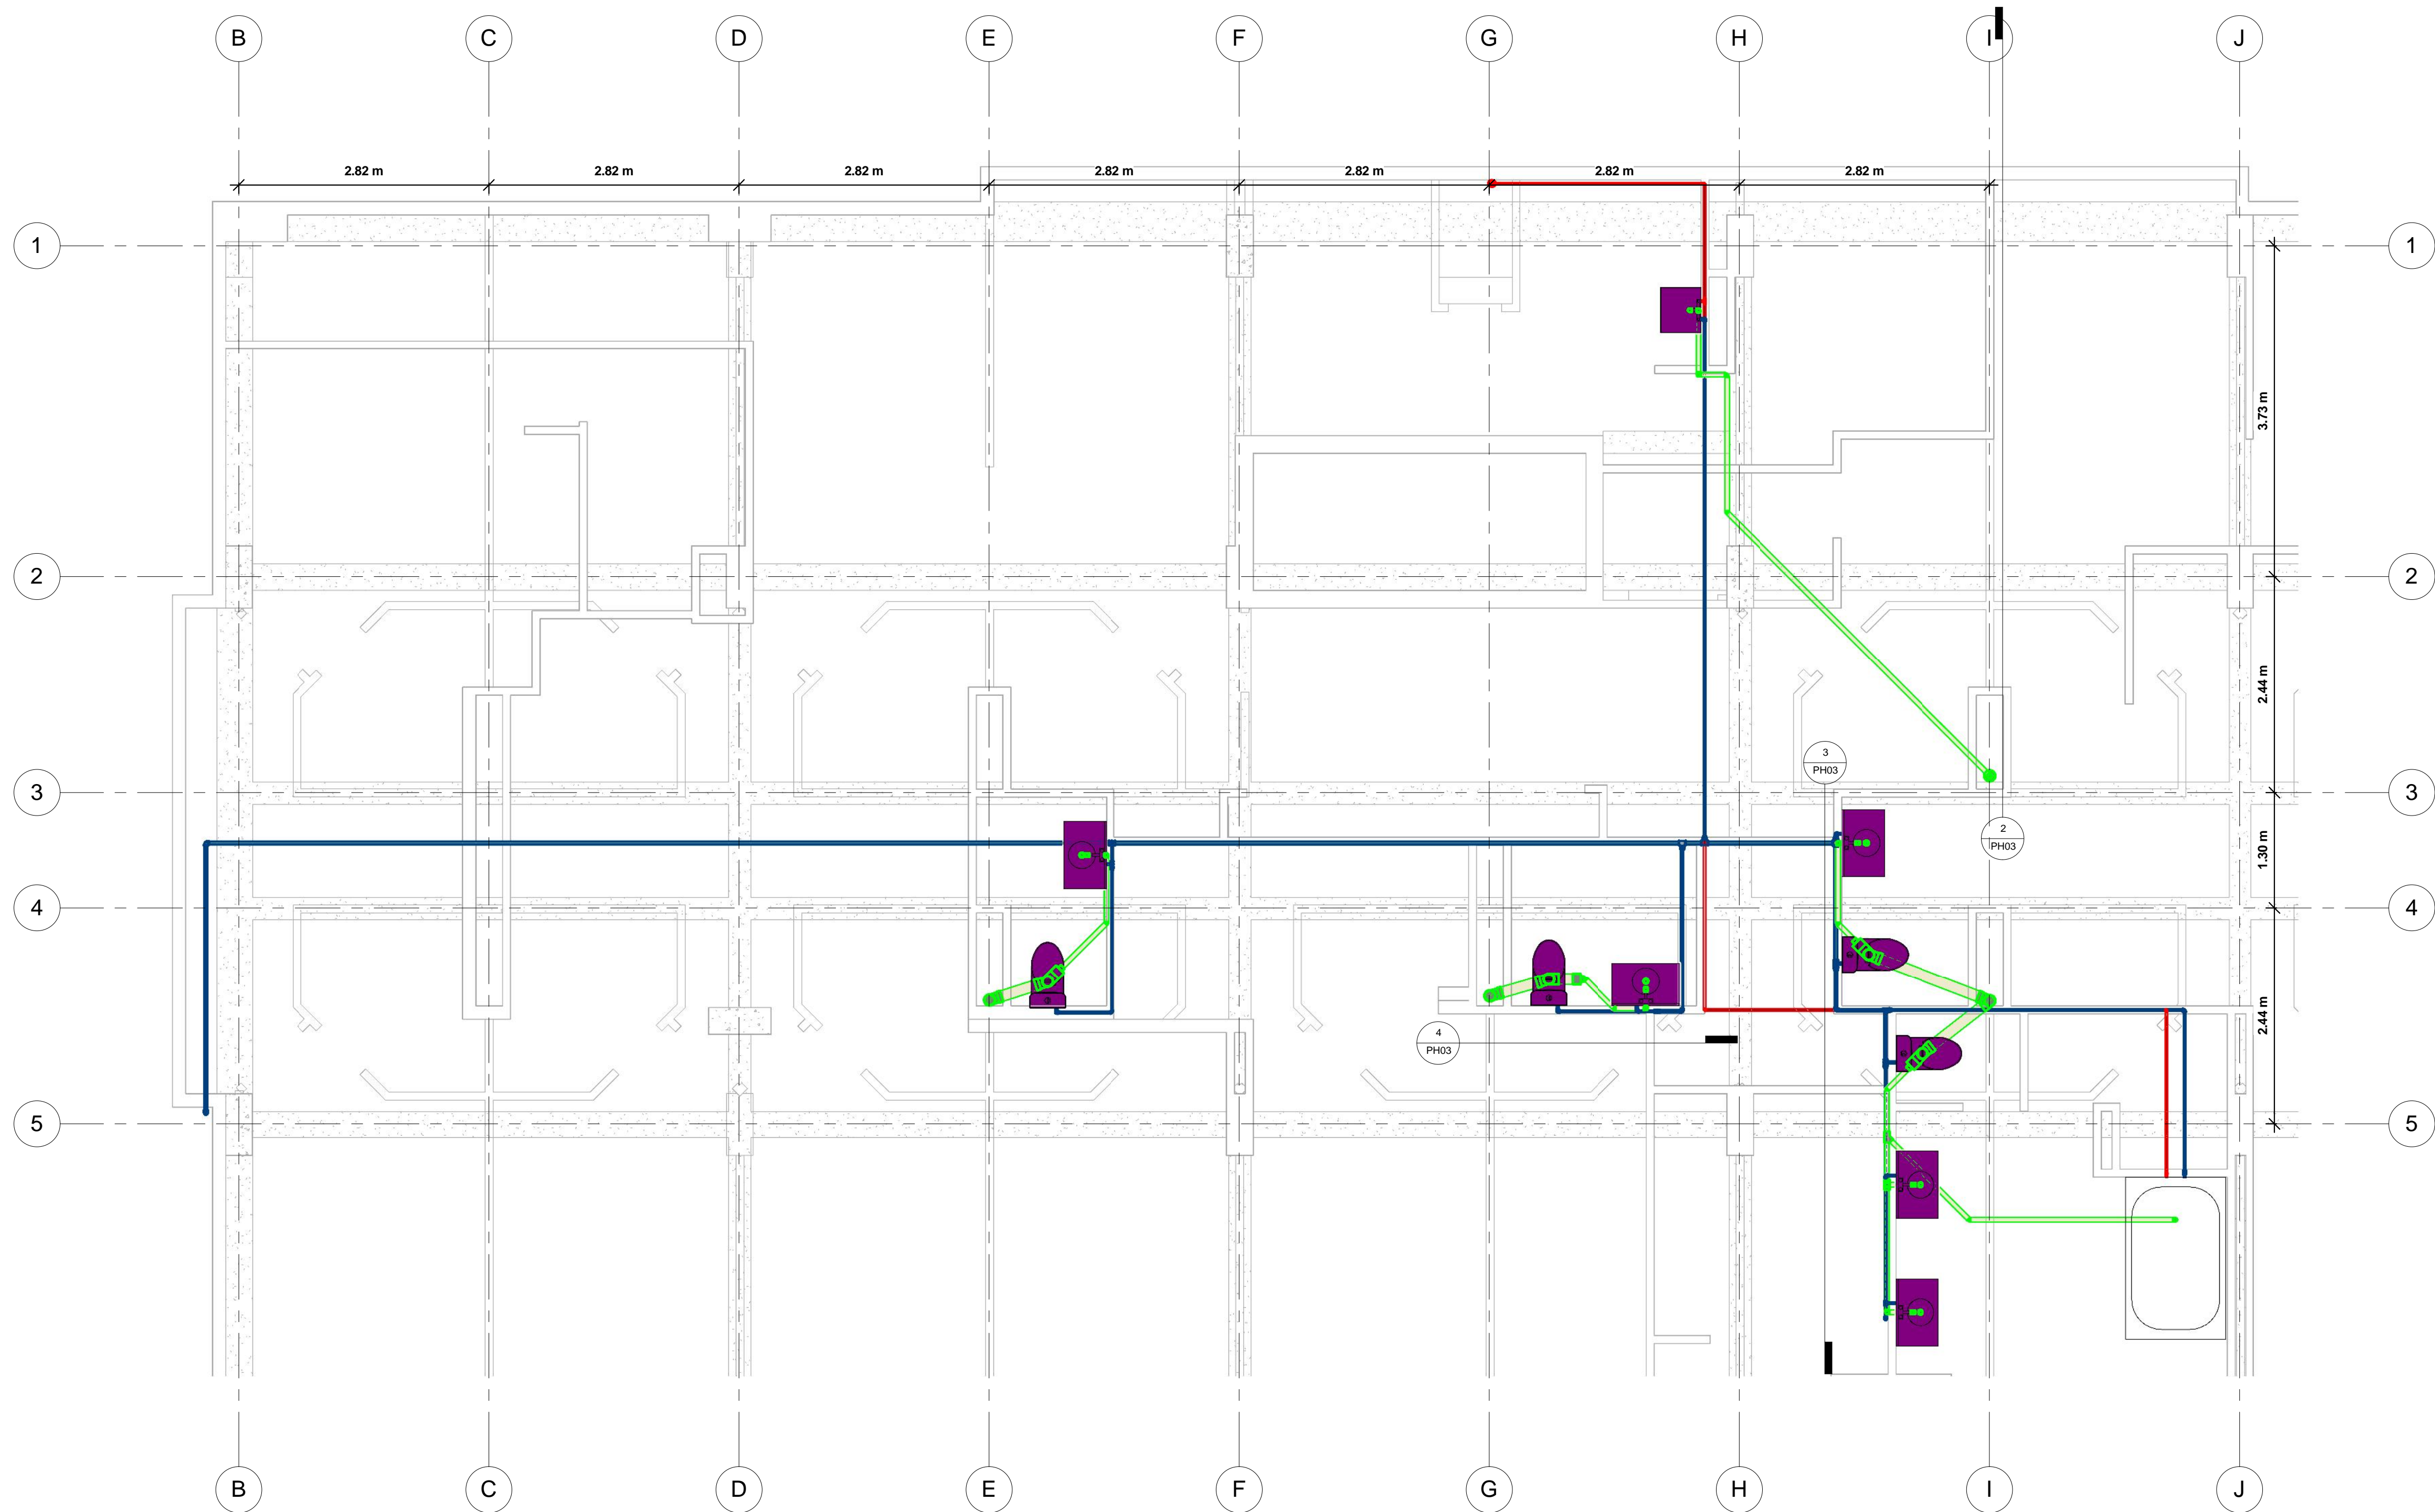 B C D E F G H I J
2.82 m 2.82 m 2.82 m 2.82 m 2.82 m 2.82 m 2.82 m
1 1
3.73 m
2 2
2.44 m
3
PH03
3 3
2
PH03
1.30 m
4 4
2.44 m
4
PH03
5 5
B C D E F G H I J